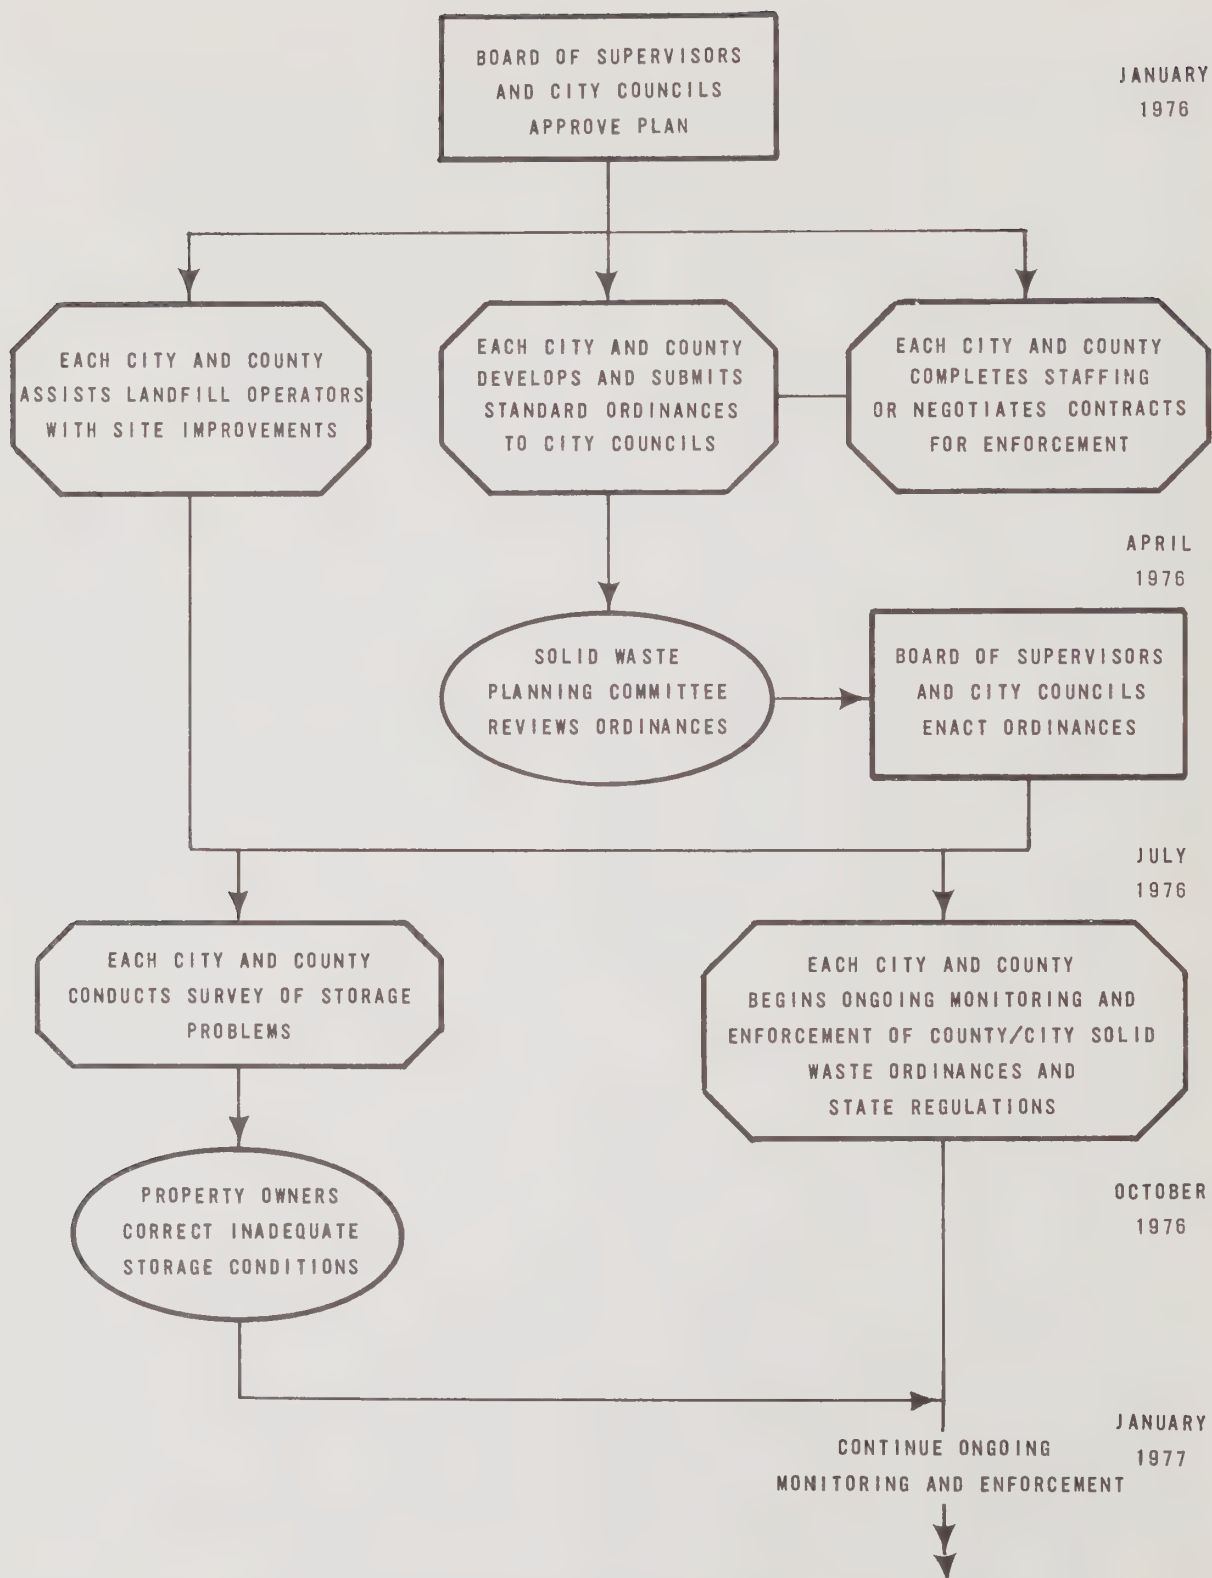 BOARD OF SUPERVISORS
AND CITY COUNCILS
APPROVE PLAN
JANUARY
1976
EACH CITY AND COUNTY
ASSISTS LANDFILL OPERATORS
WITH SITE IMPROVEMENTS
EACH CITY AND COUNTY
DEVELOPS AND SUBMITS
STANDARD ORDINANCES
TO CITY COUNCILS
EACH CITY AND COUNTY
COMPLETES STAFFING
OR NEGOTIATES CONTRACTS
FOR ENFORCEMENT
APRIL
1976
SOLID WASTE
PLANNING COMMITTEE
REVIEWS ORDINANCES
BOARD OF SUPERVISORS
AND CITY COUNCILS
ENACT ORDINANCES
JULY
1976
EACH CITY AND COUNTY
CONDUCTS SURVEY OF STORAGE
PROBLEMS
EACH CITY AND COUNTY
BEGINS ONGOING MONITORING AND
ENFORCEMENT OF COUNTY/CITY SOLID
WASTE ORDINANCES AND
STATE REGULATIONS
PROPERTY OWNERS
CORRECT INADEQUATE
STORAGE CONDITIONS
OCTOBER
1976
JANUARY
1977
CONTINUE ONGOING
MONITORING AND ENFORCEMENT